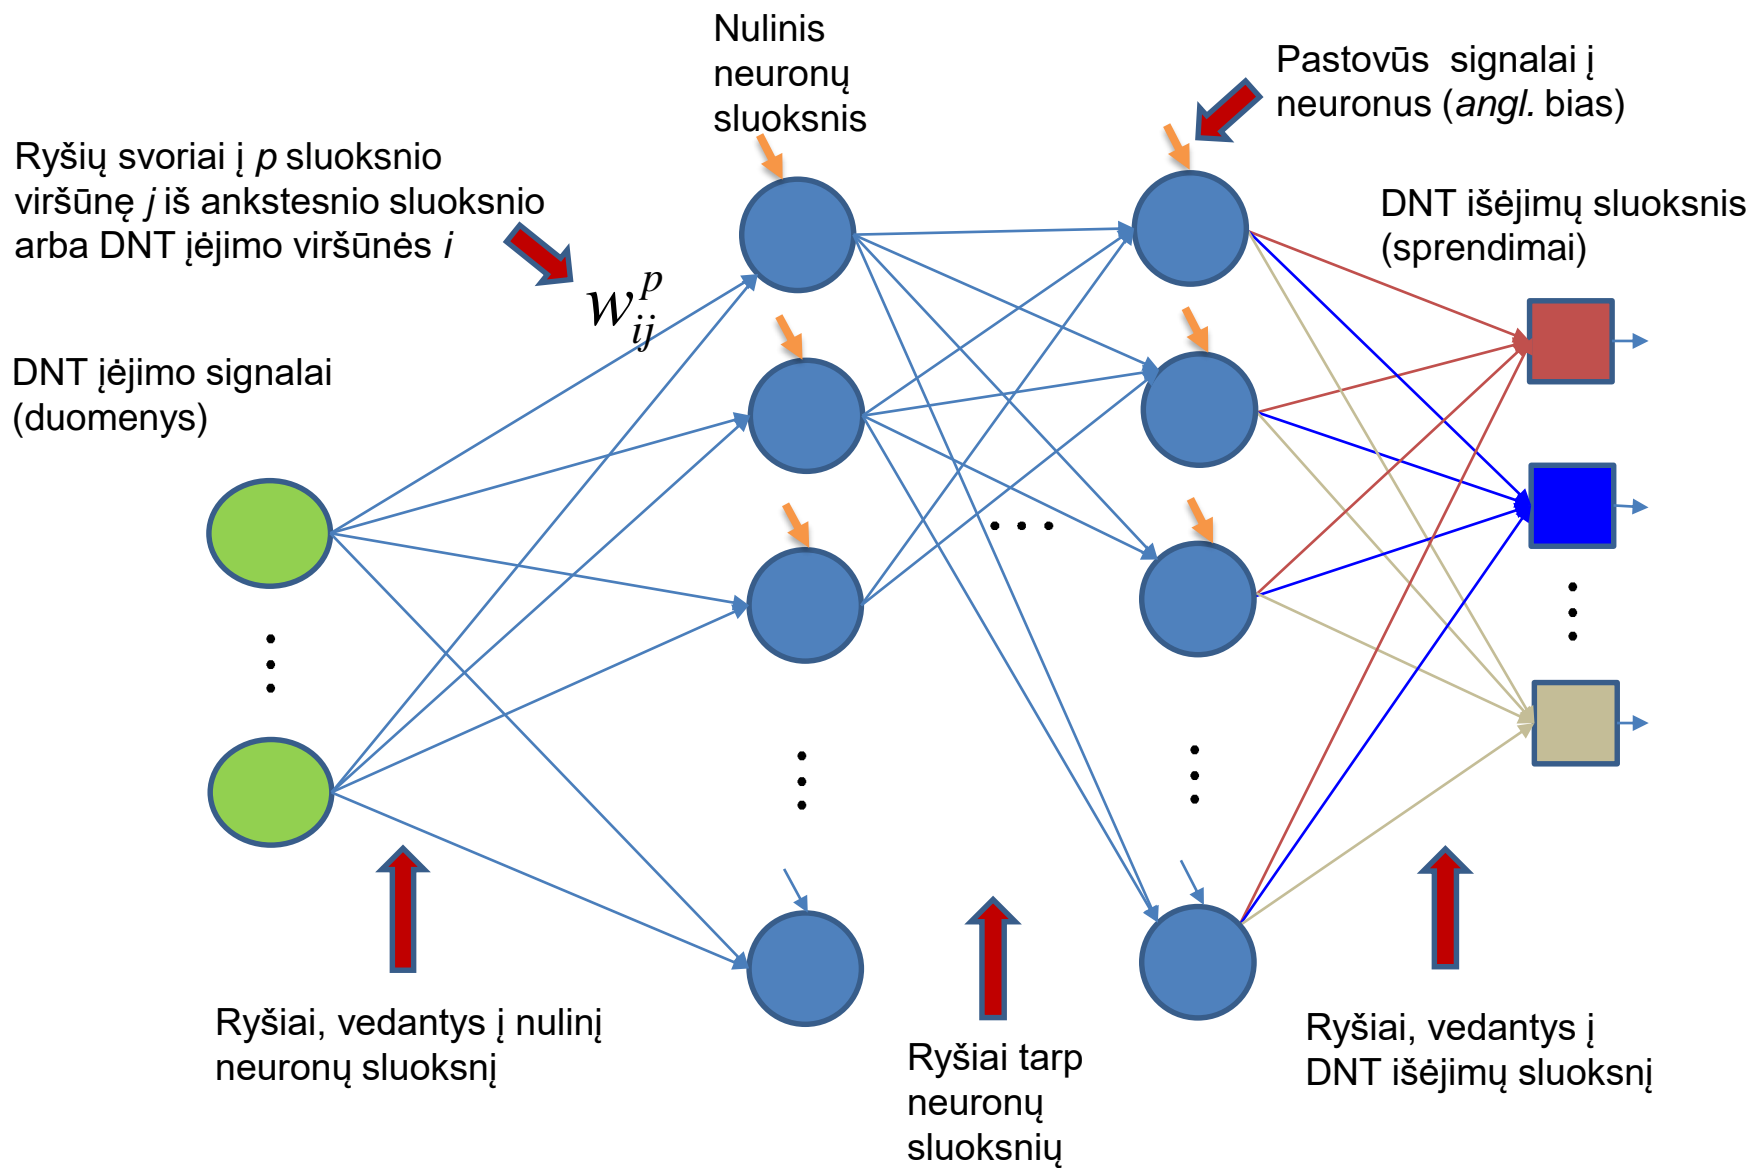 Nulinis
neuronų
sluoksnis
Pastovūs signalai į
neuronus (angl. bias)
Ryšių svoriai į p sluoksnio
viršūnę j iš ankstesnio sluoksnio
arba DNT įėjimo viršūnės i
w_{ij}^{p}
DNT išėjimų sluoksnis
(sprendimai)
DNT įėjimo signalai
(duomenys)
Ryšiai, vedantys į nulinį
neuronų sluoksnį
Ryšiai tarp
neuronų
sluoksnių
Ryšiai, vedantys į
DNT išėjimų sluoksnį